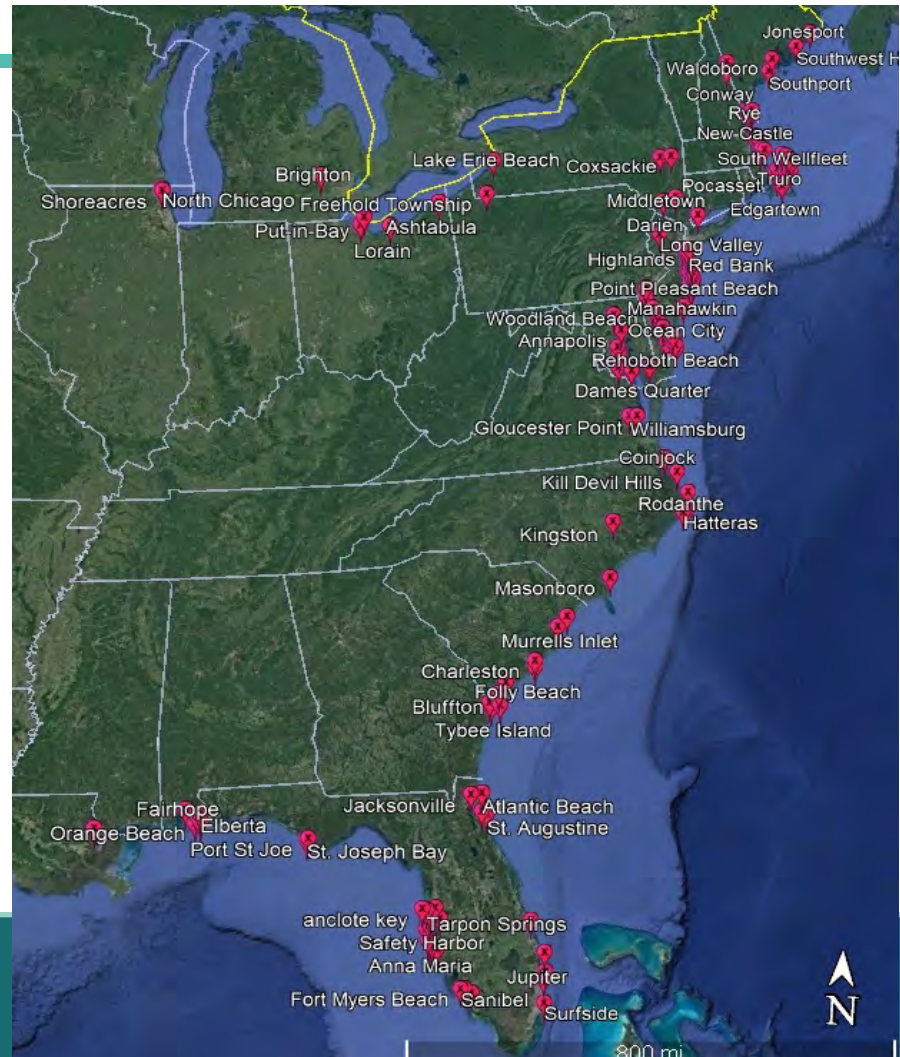 Jonesport
Southwest H
Waldoboro
Southport
Conway
Rye
New Castle
Lake Erie Beach
Coxsackie
South Wellfleet
Brighton
Truro
Pocasset
Shoreacres
North Chicago
Freehold Township
Middletown
Edgartown
Put-in-Bay
Ashtabula
Darien
Lorain
Long Valley
Highlands
Red Bank
Point Pleasant Beach
Manahawkin
Woodland Beach
Ocean City
Annapolis
Rehoboth Beach
Dames Quarter
Gloucester Point
Williamsburg
Coinjock
Kill Devil Hills
Rodanthe
Hatteras
Kingston
Masonboro
Murrells Inlet
Charleston
Folly Beach
Bluffton
Tybee Island
Jacksonville
Atlantic Beach
St. Augustine
Fairhope
Elberta
Orange Beach
Port St Joe
St. Joseph Bay
anclote key
Tarpon Springs
Safety Harbor
Anna Maria
Jupiter
Fort Myers Beach
Sanibel
Surfside
N
800 mi